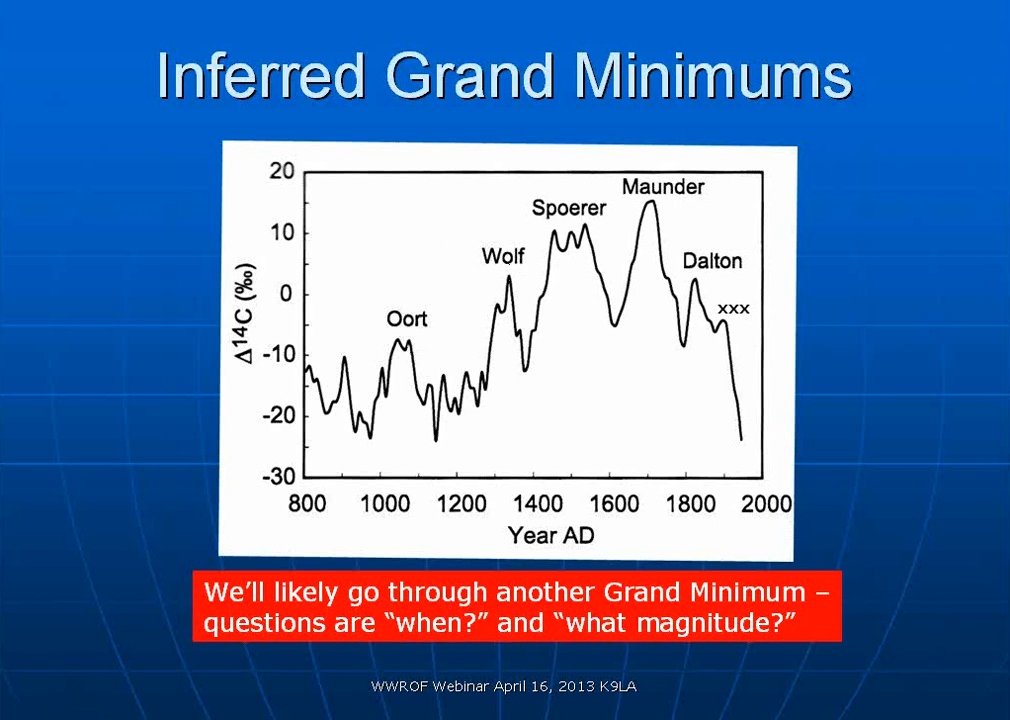 Inferred Grand Minimums
Δ14C (‰)
20
10
0
-10
-20
-30
Oort
Wolf
Spoerer
Maunder
Dalton
xxx
800 1000 1200 1400 1600 1800 2000
Year AD
We’ll likely go through another Grand Minimum –
questions are “when?” and “what magnitude?”
WWROF Webinar April 16, 2013 K9LA